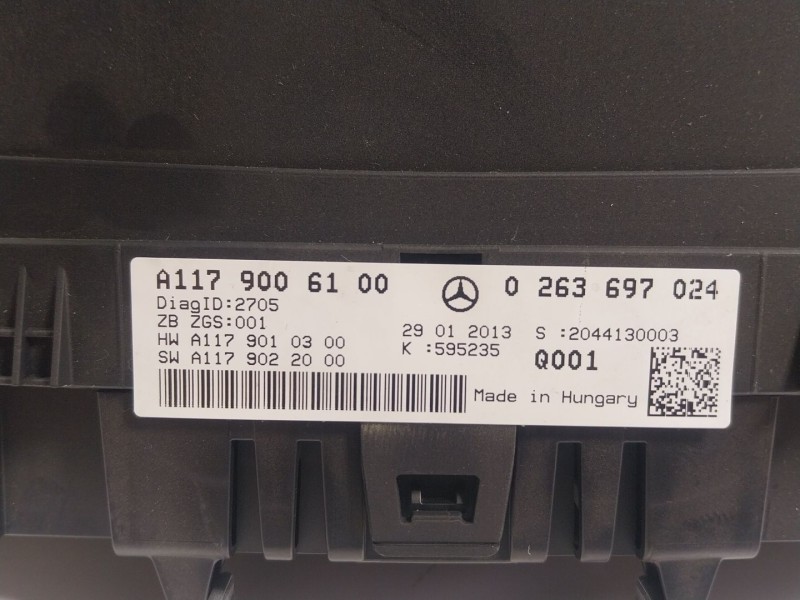 A117 900 61 00
0 263 697 024
DiagID:2705
ZB ZGS:001
HW A117 901 03 00
SW A117 902 20 00
29 01 2013
K :595235
S :2044130003
Q001
Made in Hungary